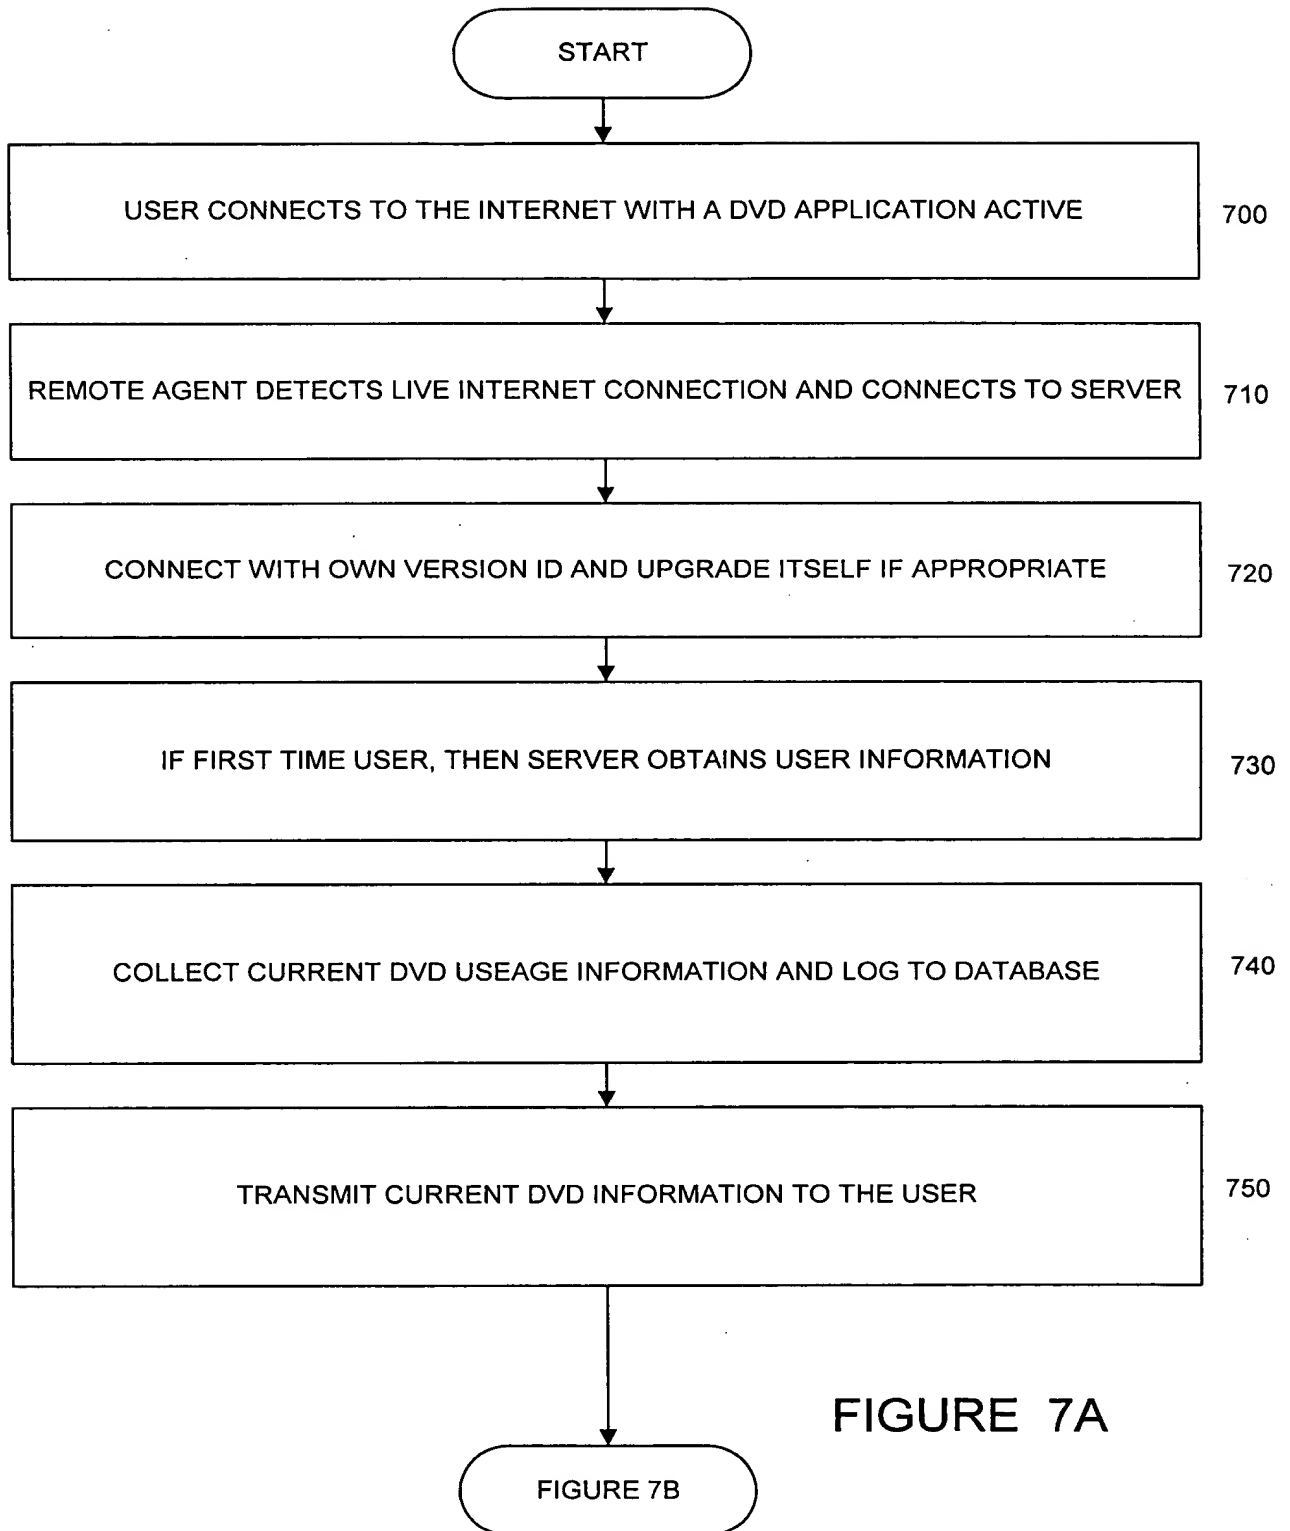 START
USER CONNECTS TO THE INTERNET WITH A DVD APPLICATION ACTIVE
700
REMOTE AGENT DETECTS LIVE INTERNET CONNECTION AND CONNECTS TO SERVER
710
CONNECT WITH OWN VERSION ID AND UPGRADE ITSELF IF APPROPRIATE
720
IF FIRST TIME USER, THEN SERVER OBTAINS USER INFORMATION
730
COLLECT CURRENT DVD USEAGE INFORMATION AND LOG TO DATABASE
740
TRANSMIT CURRENT DVD INFORMATION TO THE USER
750
FIGURE 7A
FIGURE 7B